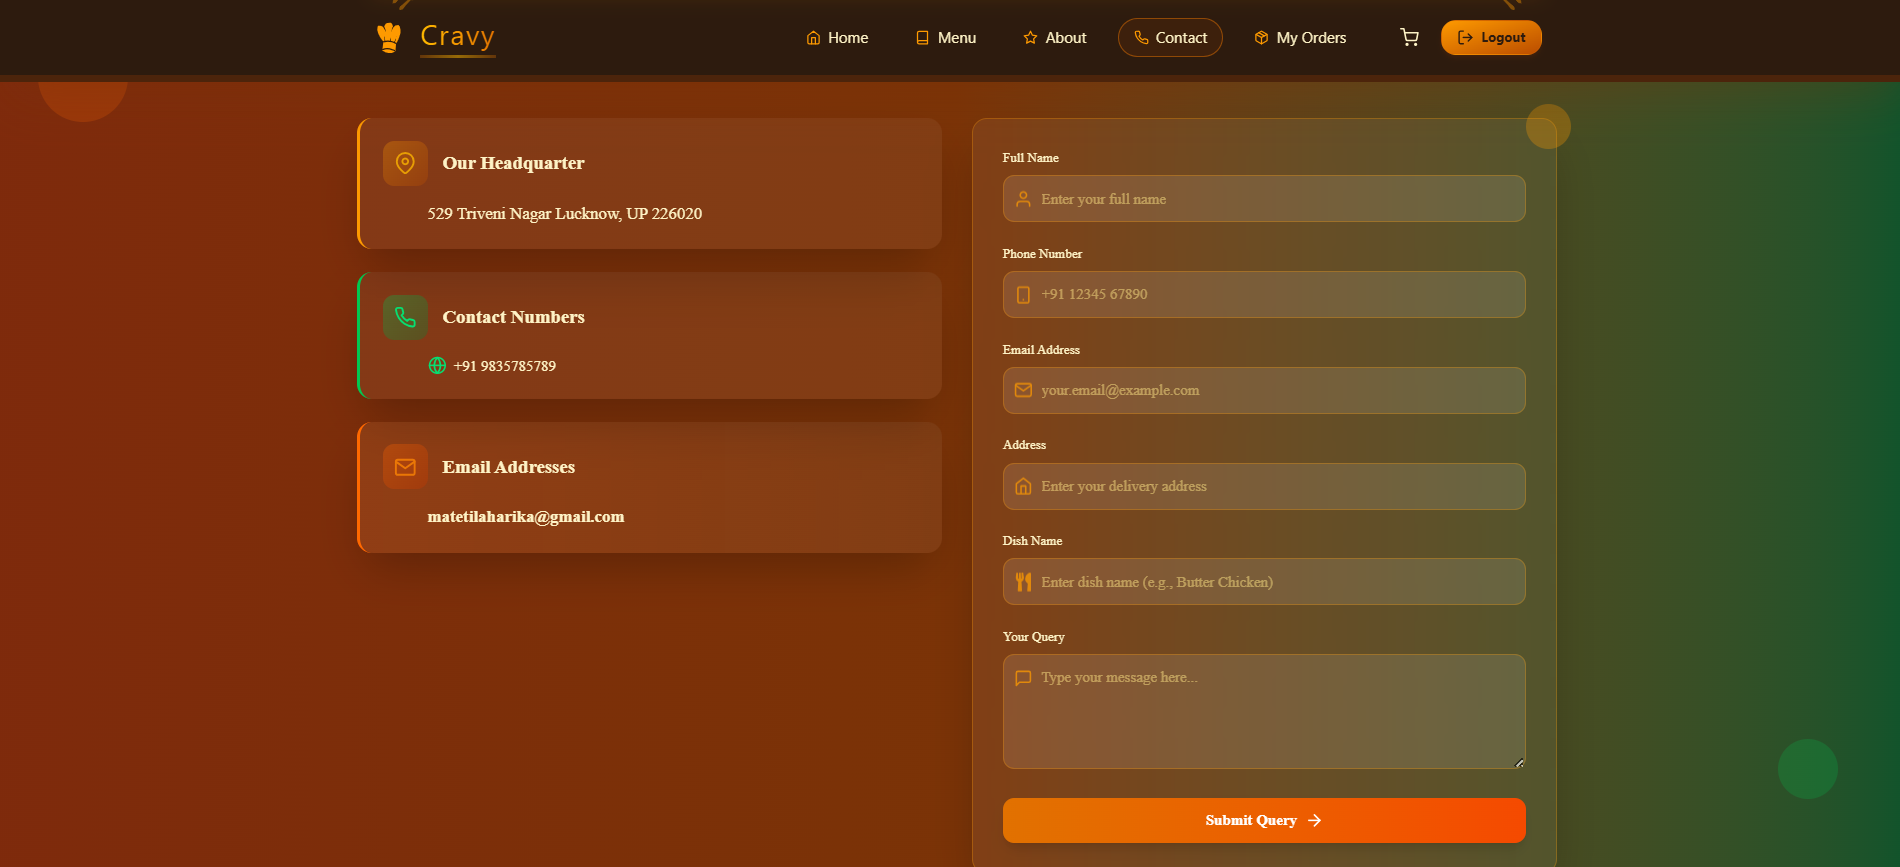 Cravy
Home
Menu
About
Contact
My Orders
Logout
Our Headquarter
529 Triveni Nagar Lucknow, UP 226020
Contact Numbers
+91 9835785789
Email Addresses
matetilaharika@gmail.com
Full Name
Enter your full name
Phone Number
+91 12345 67890
Email Address
your.email@example.com
Address
Enter your delivery address
Dish Name
Enter dish name (e.g., Butter Chicken)
Your Query
Type your message here...
Submit Query